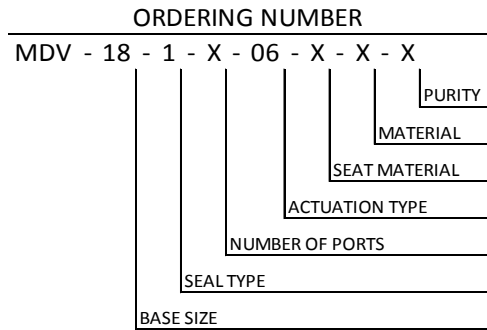 ORDERING NUMBER
MDV - 18 - 1 - X - 06 - X - X - X
PURITY
MATERIAL
SEAT MATERIAL
ACTUATION TYPE
NUMBER OF PORTS
SEAL TYPE
BASE SIZE